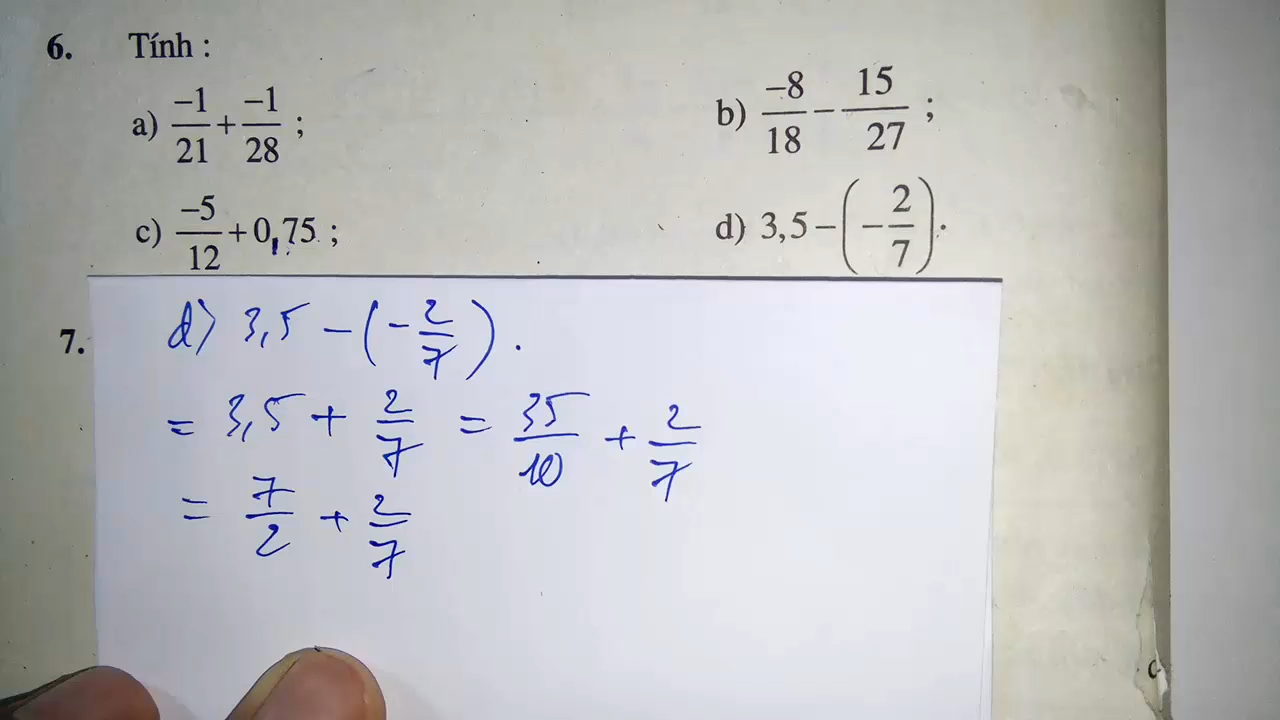 6. Tính :
a) -1/21 + -1/28 ; b) -8/18 - 15/27 ;
c) -5/12 + 0,75 ; d) 3,5 - (-2/7).
7.
d) 3,5 - (-2/7).
= 3,5 + 2/7 = 35/10 + 2/7
= 7/2 + 2/7